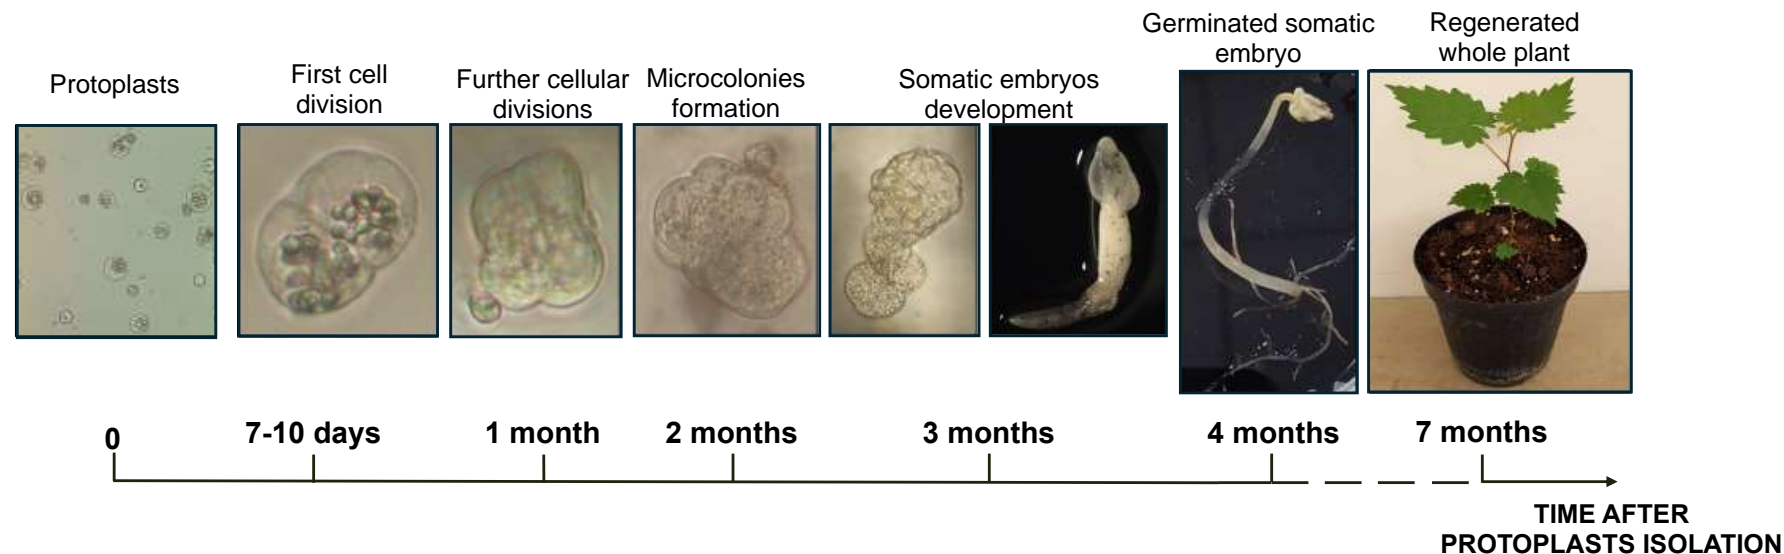 Protoplasts
First cell
division
Further cellular
divisions
Microcolonies
formation
Somatic embryos
development
Germinated somatic
embryo
Regenerated
whole plant
0
7-10 days
1 month
2 months
3 months
4 months
7 months
TIME AFTER
PROTOPLASTS ISOLATION